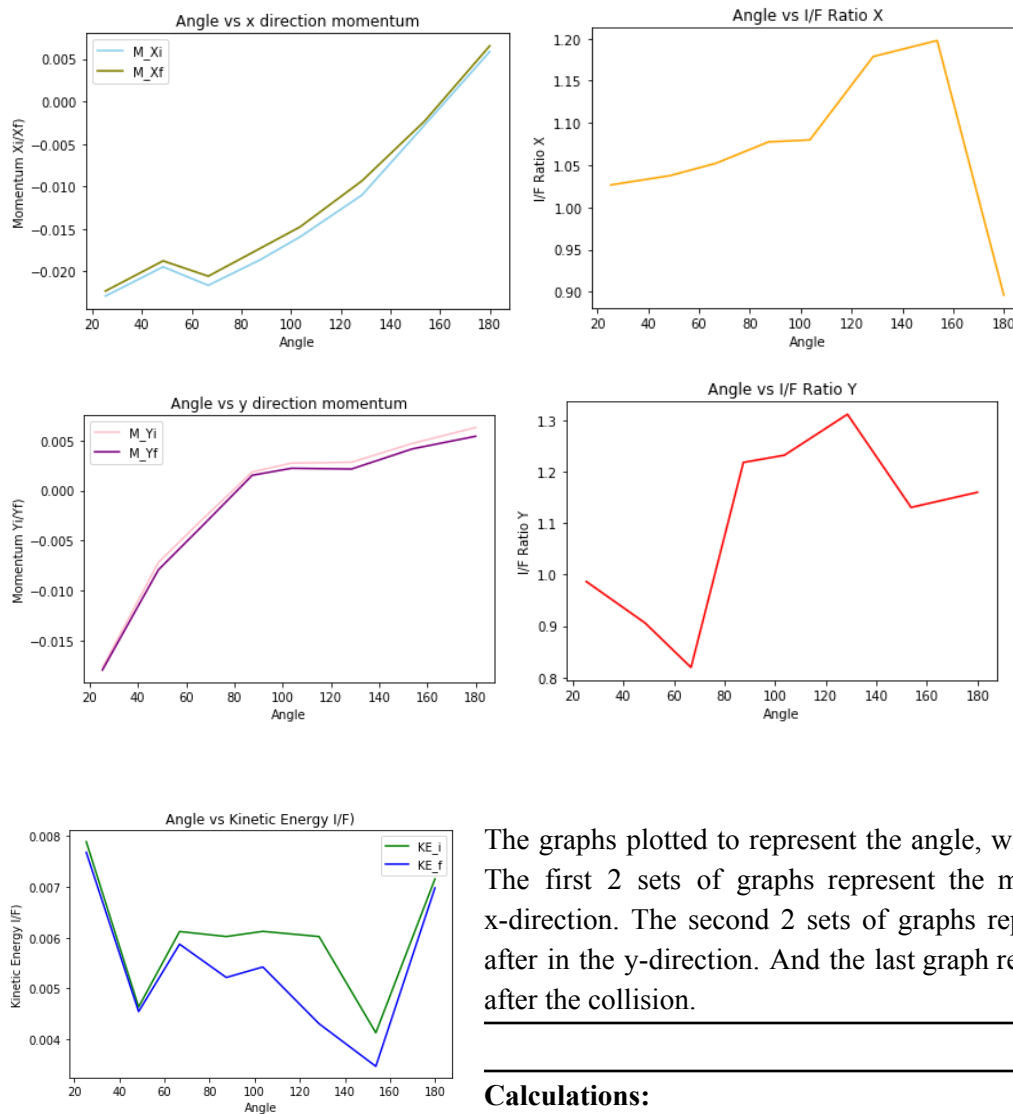 Angle vs x direction momentum
M_Xi
M_Xf
Momentum Xi/Xf)
0.005
0.000
−0.005
−0.010
−0.015
−0.020
20 40 60 80 100 120 140 160 180
Angle
Angle vs I/F Ratio X
I/F Ratio X
1.20
1.15
1.10
1.05
1.00
0.95
0.90
20 40 60 80 100 120 140 160 180
Angle
Angle vs y direction momentum
M_Yi
M_Yf
Momentum Yi/Yf)
0.005
0.000
−0.005
−0.010
−0.015
20 40 60 80 100 120 140 160 180
Angle
Angle vs I/F Ratio Y
I/F Ratio Y
1.3
1.2
1.1
1.0
0.9
0.8
20 40 60 80 100 120 140 160 180
Angle
Angle vs Kinetic Energy I/F)
KE_i
KE_f
Kinetic Energy I/F)
0.008
0.007
0.006
0.005
0.004
40 60 80 100 120 140 160 180
Angle
The graphs plotted to represent the angle,
The first 2 sets of graphs represent the
x-direction. The second 2 sets of graphs
after in the y-direction. And the last graph
after the collision.
Calculations: